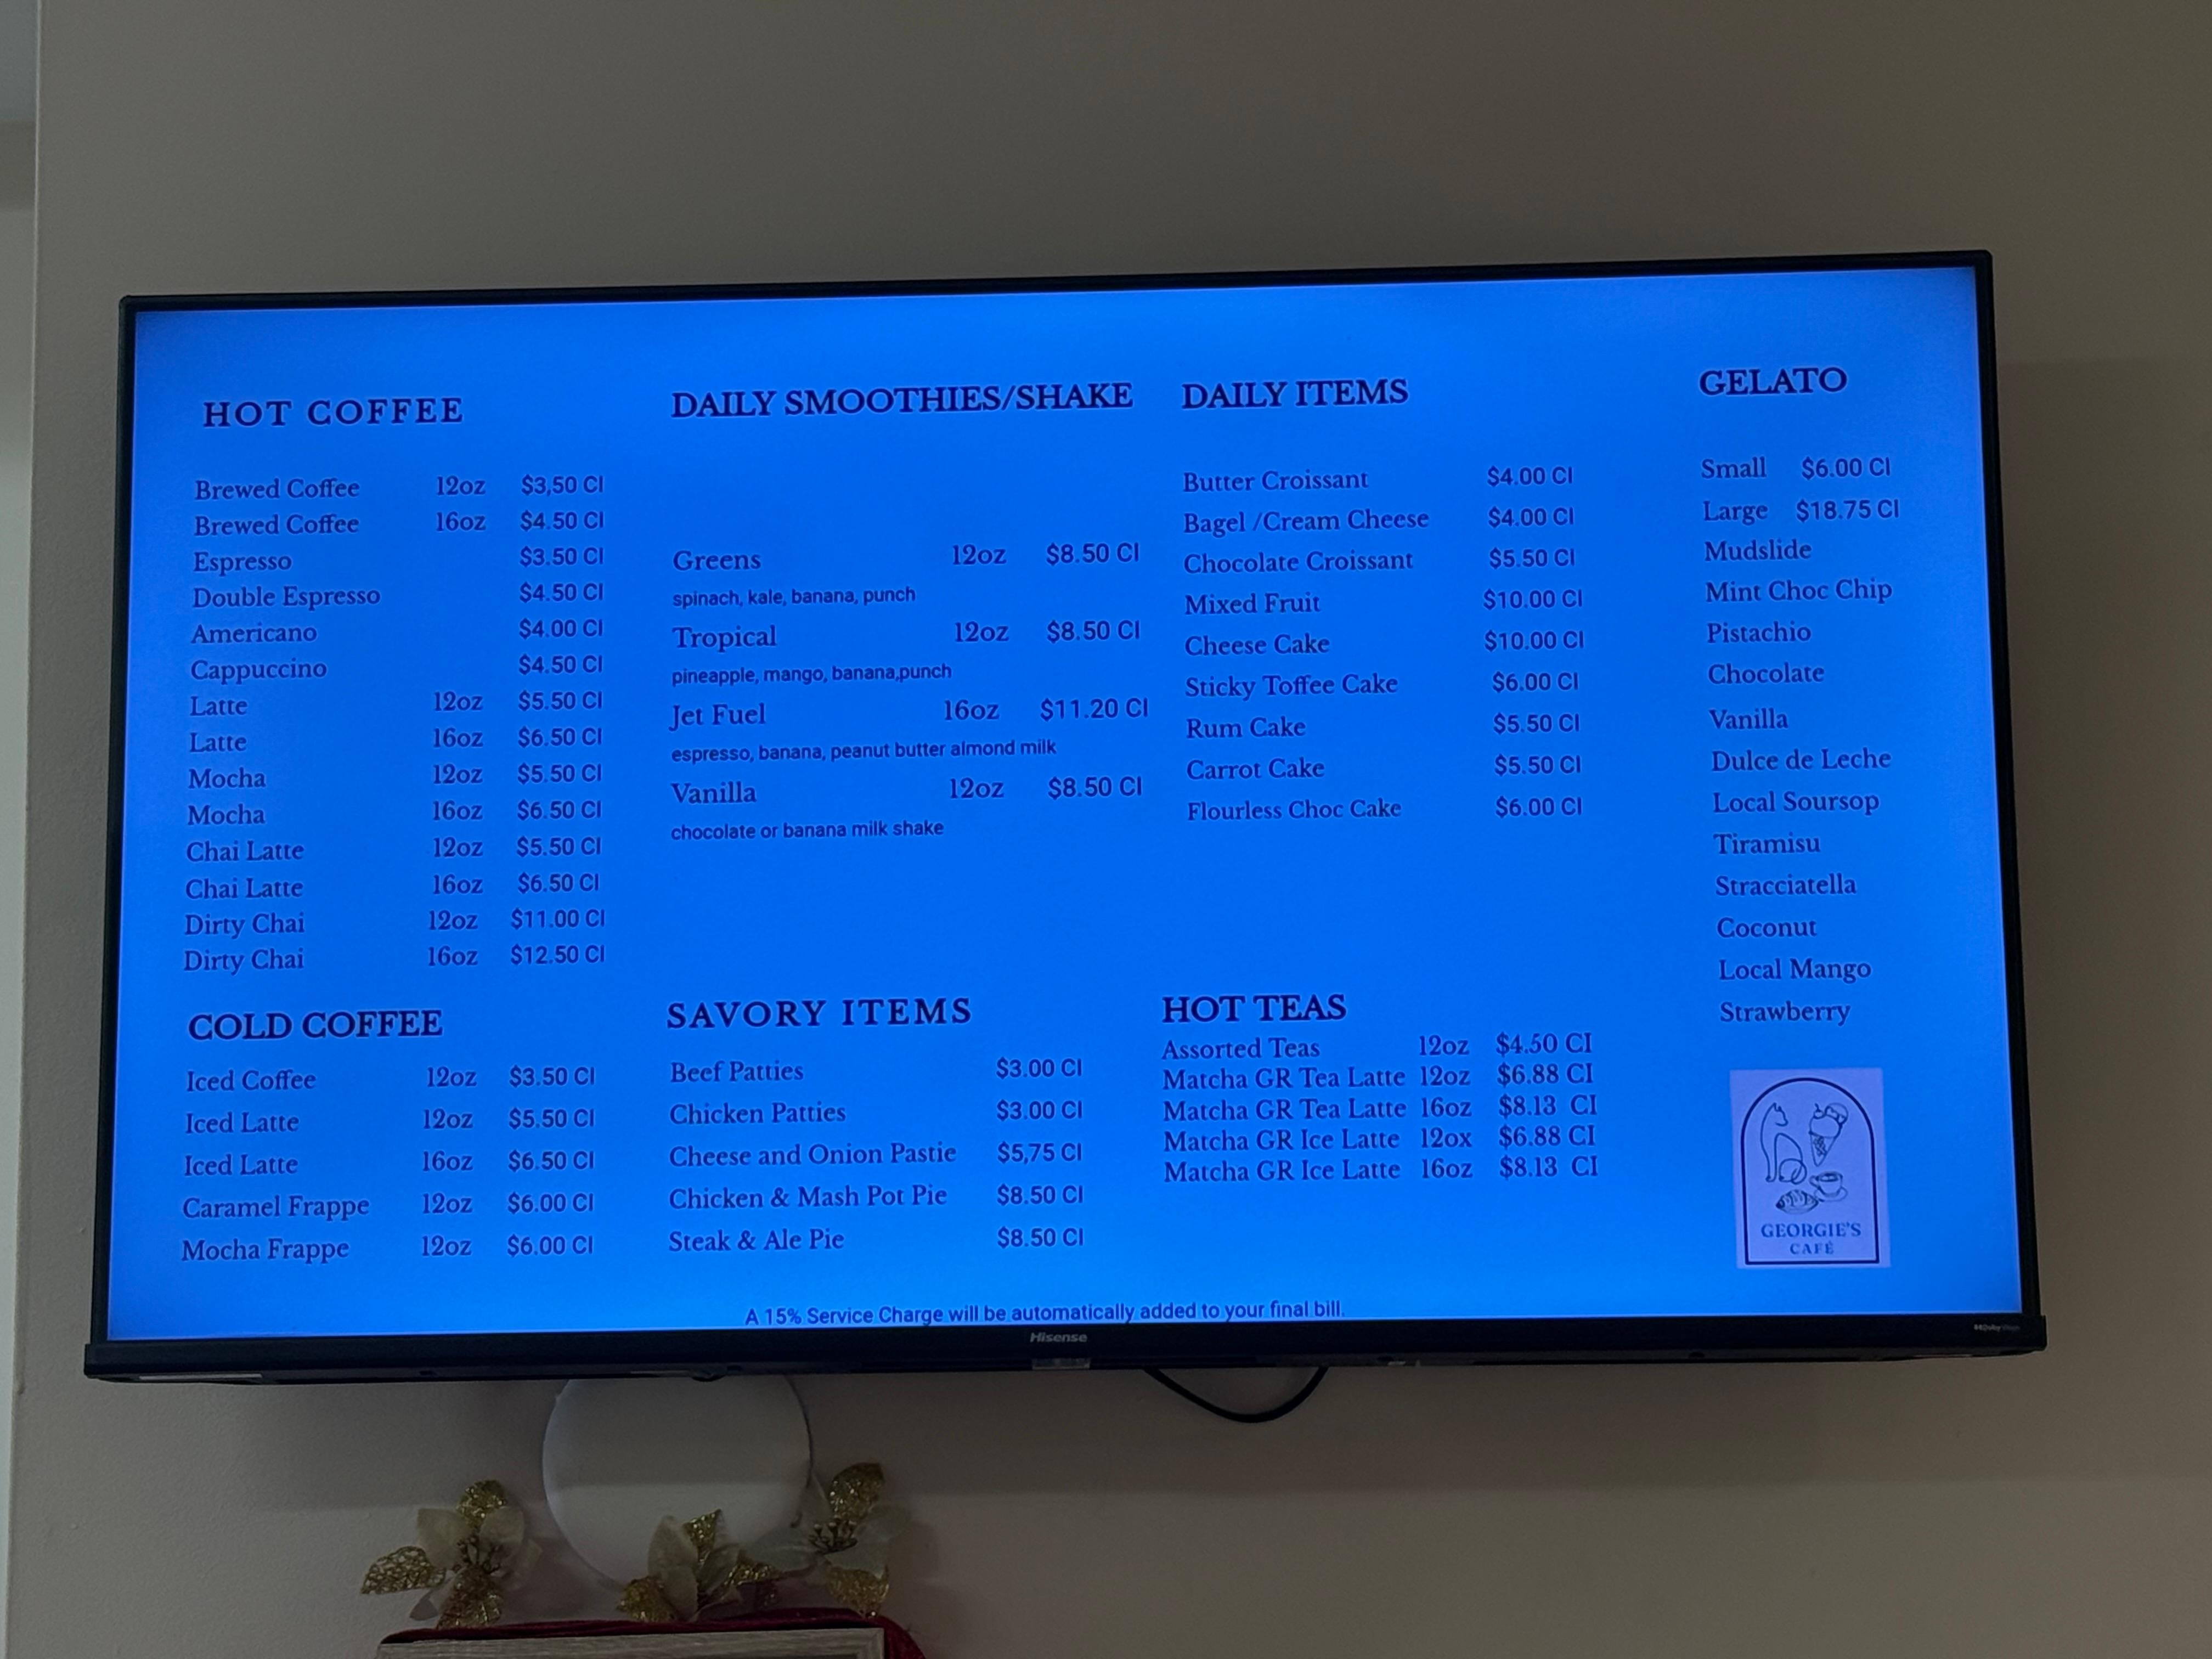 HOT COFFEE
Brewed Coffee 12oz $3,50 CI
Brewed Coffee 16oz $4.50 CI
Espresso $3.50 CI
Double Espresso $4.50 CI
Americano $4.00 CI
Cappuccino $4.50 CI
Latte 12oz $5.50 CI
Latte 16oz $6.50 CI
Mocha 12oz $5.50 CI
Mocha 16oz $6.50 CI
Chai Latte 12oz $5.50 CI
Chai Latte 16oz $6.50 CI
Dirty Chai 12oz $11.00 CI
Dirty Chai 16oz $12.50 CI
COLD COFFEE
Iced Coffee 12oz $3.50 CI
Iced Latte 12oz $5.50 CI
Iced Latte 16oz $6.50 CI
Caramel Frappe 12oz $6.00 CI
Mocha Frappe 12oz $6.00 CI
DAILY SMOOTHIES/SHAKE
Greens 12oz $8.50 CI
spinach, kale, banana, punch
Tropical 12oz $8.50 CI
pineapple, mango, banana,punch
Jet Fuel 16oz $11.20 CI
espresso, banana, peanut butter almond milk
Vanilla 12oz $8.50 CI
chocolate or banana milk shake
SAVORY ITEMS
Beef Patties $3.00 CI
Chicken Patties $3.00 CI
Cheese and Onion Pastie $5,75 CI
Chicken & Mash Pot Pie $8.50 CI
Steak & Ale Pie $8.50 CI
DAILY ITEMS
Butter Croissant $4.00 CI
Bagel /Cream Cheese $4.00 CI
Chocolate Croissant $5.50 CI
Mixed Fruit $10.00 CI
Cheese Cake $10.00 CI
Sticky Toffee Cake $6.00 CI
Rum Cake $5.50 CI
Carrot Cake $5.50 CI
Flourless Choc Cake $6.00 CI
HOT TEAS
Assorted Teas 12oz $4.50 CI
Matcha GR Tea Latte 12oz $6.88 CI
Matcha GR Tea Latte 16oz $8.13 CI
Matcha GR Ice Latte 12ox $6.88 CI
Matcha GR Ice Latte 16oz $8.13 CI
GELATO
Small $6.00 CI
Large $18.75 CI
Mudslide
Mint Choc Chip
Pistachio
Chocolate
Vanilla
Dulce de Leche
Local Soursop
Tiramisu
Stracciatella
Coconut
Local Mango
Strawberry
GEORGIE'S
CAFÉ
A 15% Service Charge will be automatically added to your final bill.
Hisense